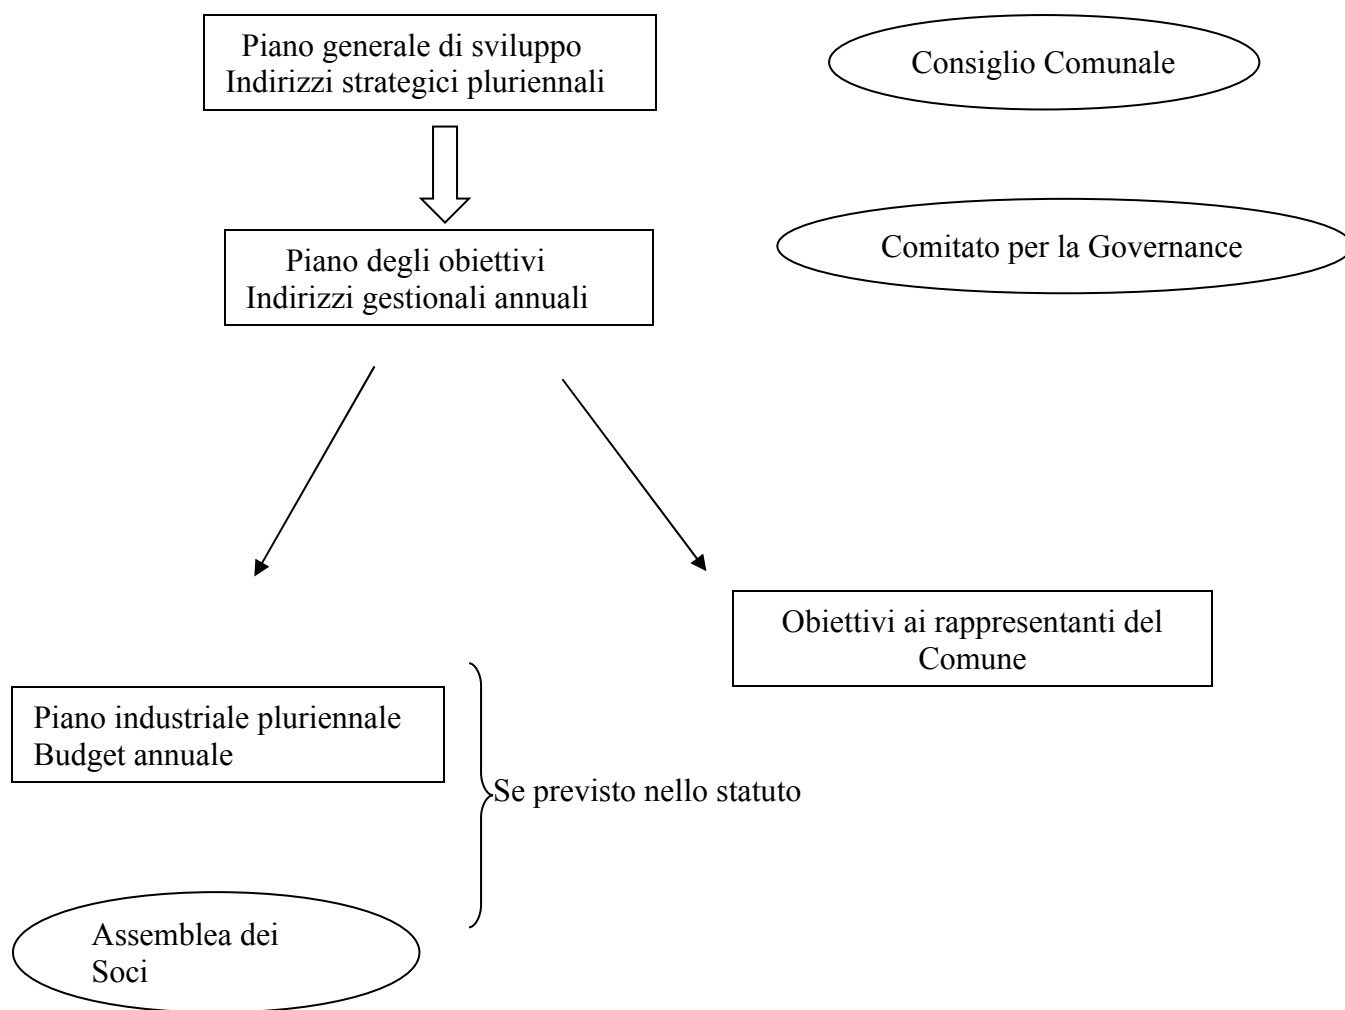 Piano generale di sviluppo
Indirizzi strategici pluriennali
Consiglio Comunale
Comitato per la Governance
Piano degli obiettivi
Indirizzi gestionali annuali
Obiettivi ai rappresentanti del
Comune
Piano industriale pluriennale
Budget annuale
Se previsto nello statuto
Assemblea dei
Soci